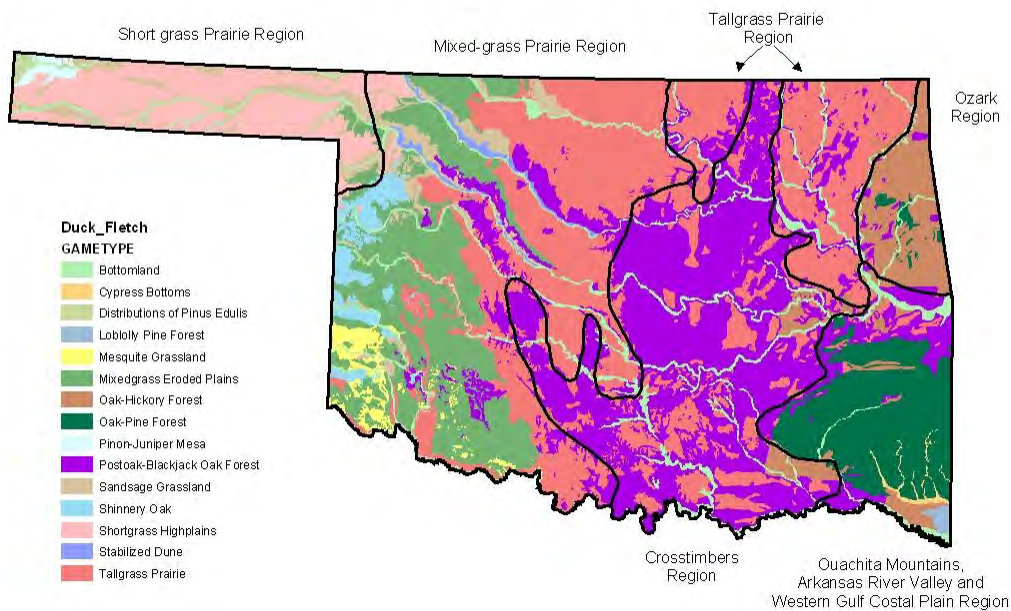 Short grass Prairie Region
Mixed-grass Prairie Region
Tallgrass Prairie
Region
Ozark
Region
Duck_Fletch
GAMETYPE
Bottomland
Cypress Bottoms
Distributions of Pinus Edulis
Loblolly Pine Forest
Mesquite Grassland
Mixedgrass Eroded Plains
Oak-Hickory Forest
Oak-Pine Forest
Pinon-Juniper Mesa
Postoak-Blackjack Oak Forest
Sandsage Grassland
Shinnery Oak
Shortgrass Highplains
Stabilized Dune
Tallgrass Prairie
Crosstimbers
Region
Ouachita Mountains,
Arkansas River Valley and
Western Gulf Costal Plain Region